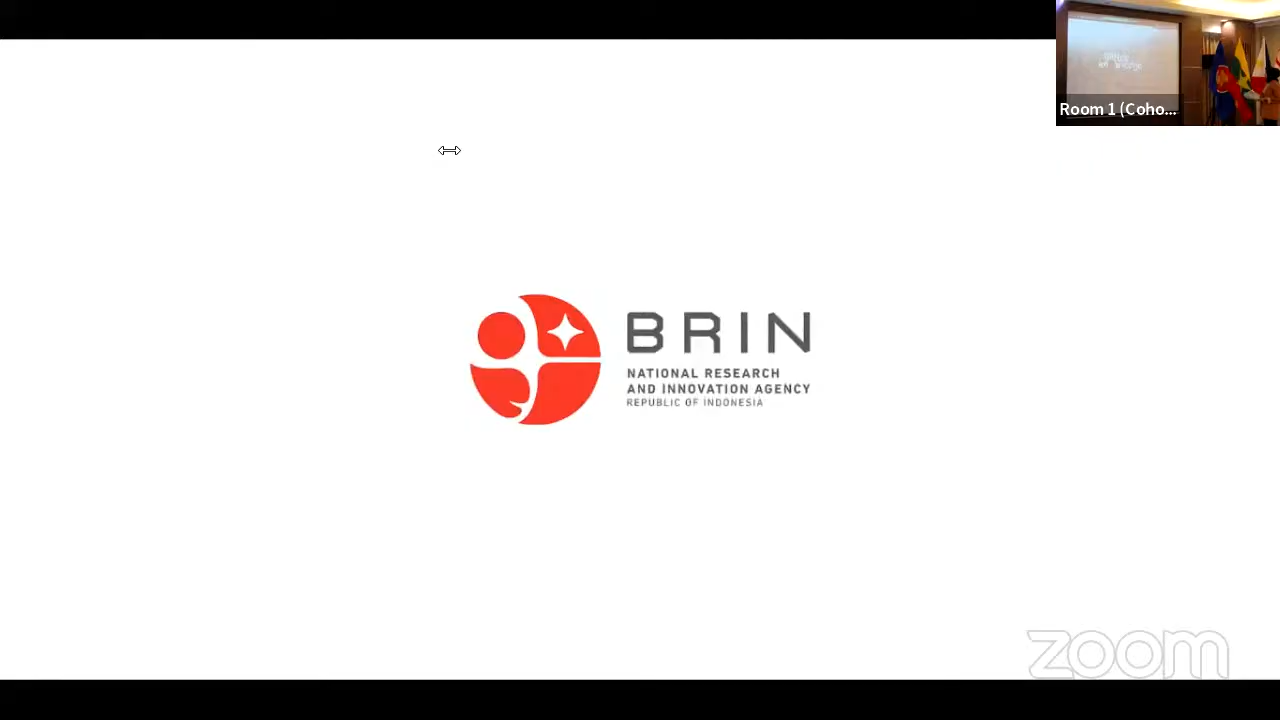 Room 1 (Coho...
BRIN
NATIONAL RESEARCH
AND INNOVATION AGENCY
REPUBLIC OF INDONESIA
zoom